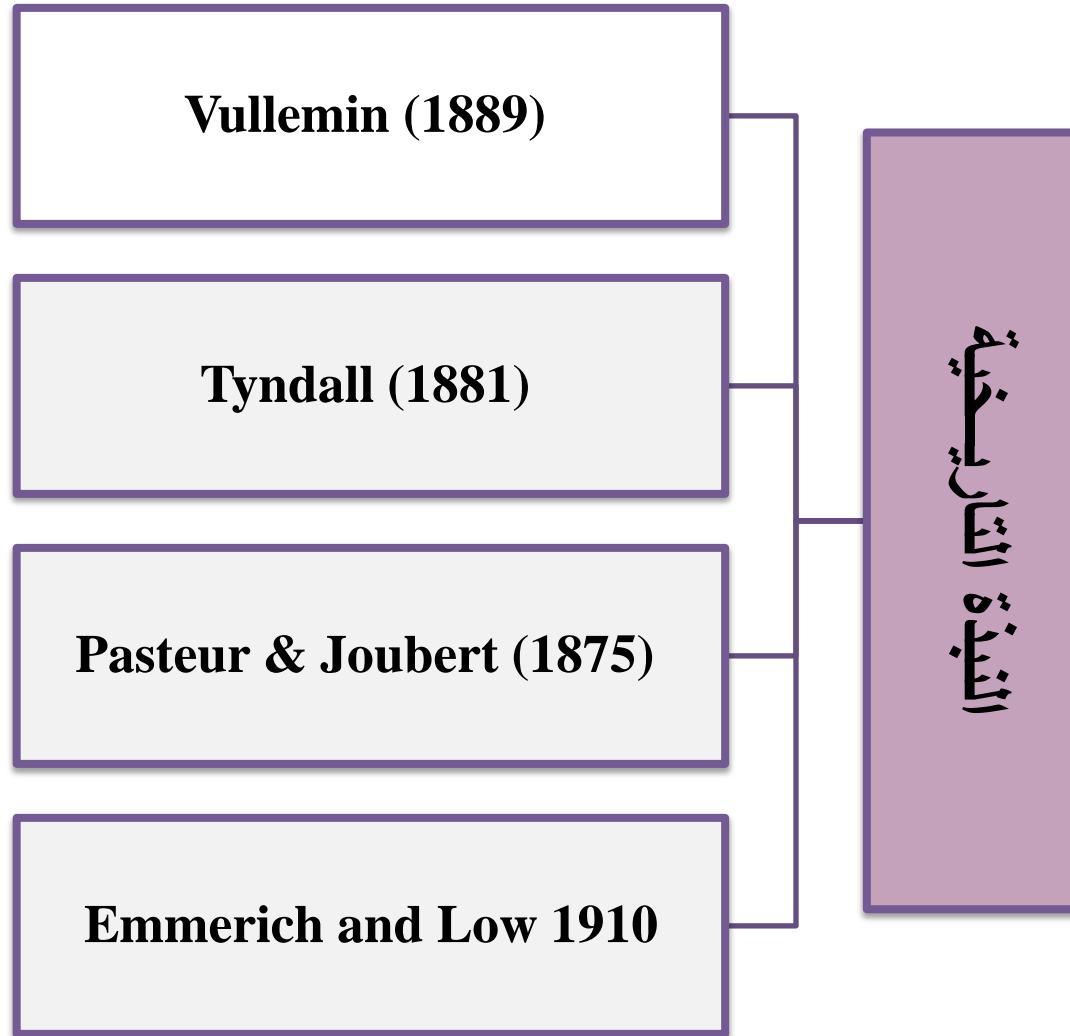 Vullemin (1889)
Tyndall (1881)
Pasteur & Joubert (1875)
Emmerich and Low 1910
النبذة التاريخية